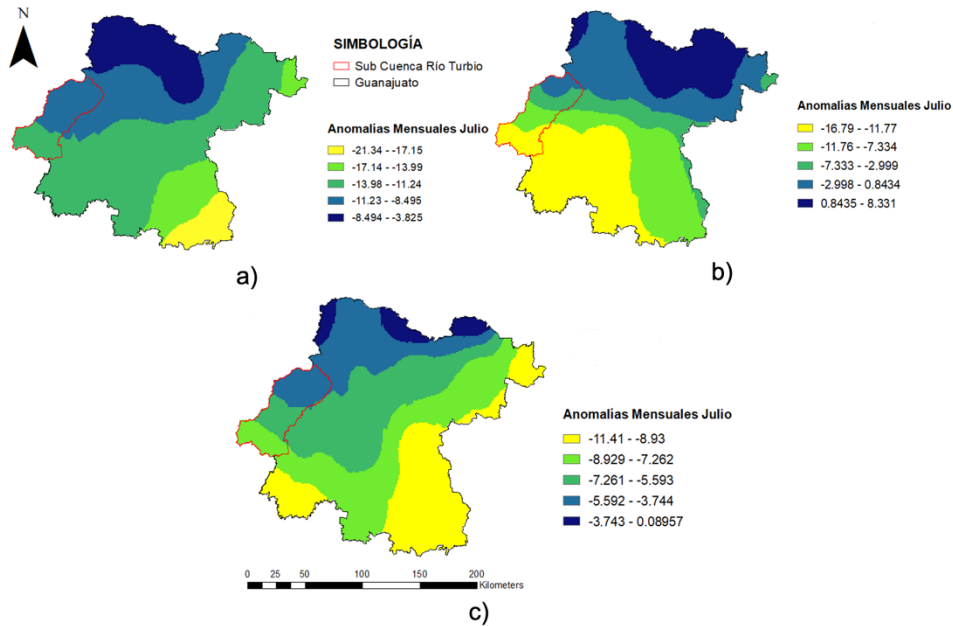 N
SIMBOLOGÍA
Sub Cuenca Río Turbio
Guanajuato
Anomalias Mensuales Julio
-21.34 - -17.15
-17.14 - -13.99
-13.98 - -11.24
-11.23 - -8.495
-8.494 - -3.825
a)
Anomalias Mensuales Julio
-16.79 - -11.77
-11.76 - -7.334
-7.333 - -2.999
-2.998 - 0.8434
0.8435 - 8.331
b)
Anomalías Mensuales Julio
-11.41 - -8.93
-8.929 - -7.262
-7.261 - -5.593
-5.592 - -3.744
-3.743 - 0.08957
0 25 50 100 150 200
Kilometers
c)